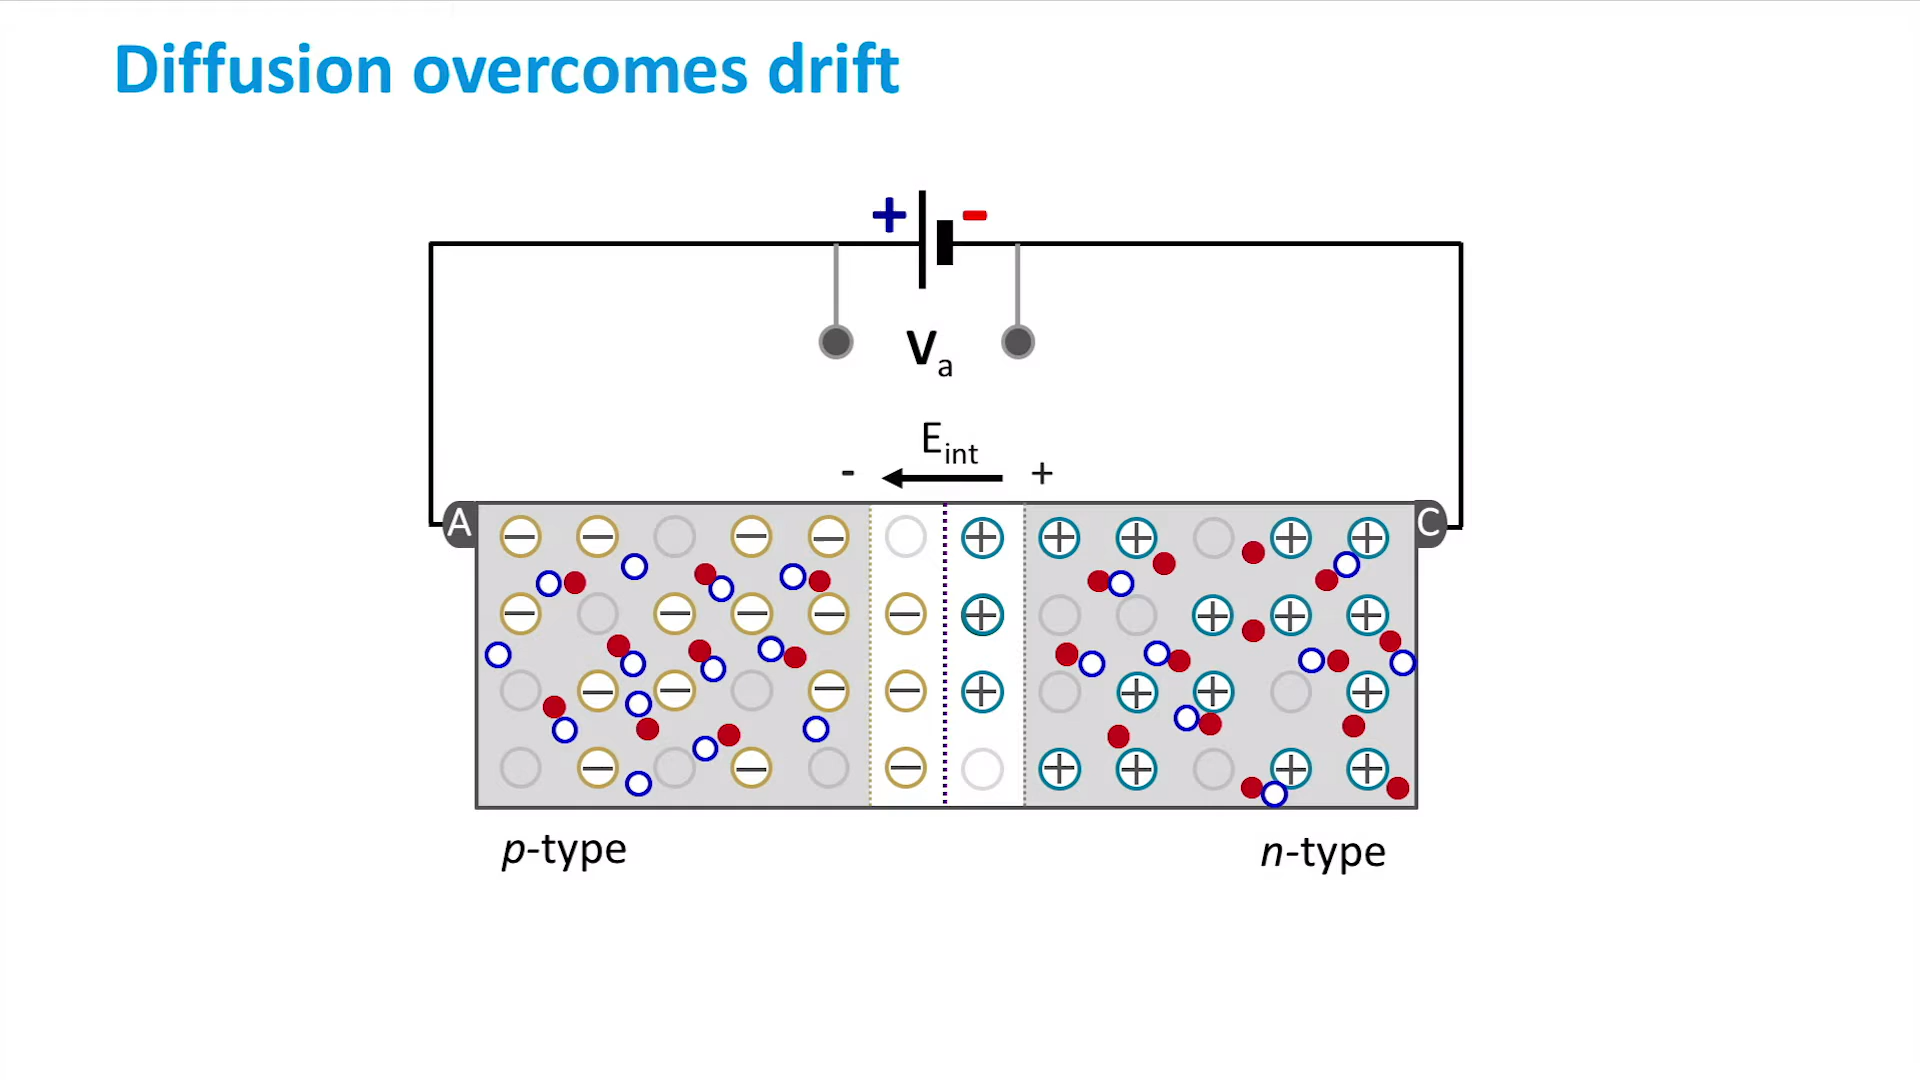 Diffusion overcomes drift
+ -
Va
Eint
- +
A C
p-type n-type